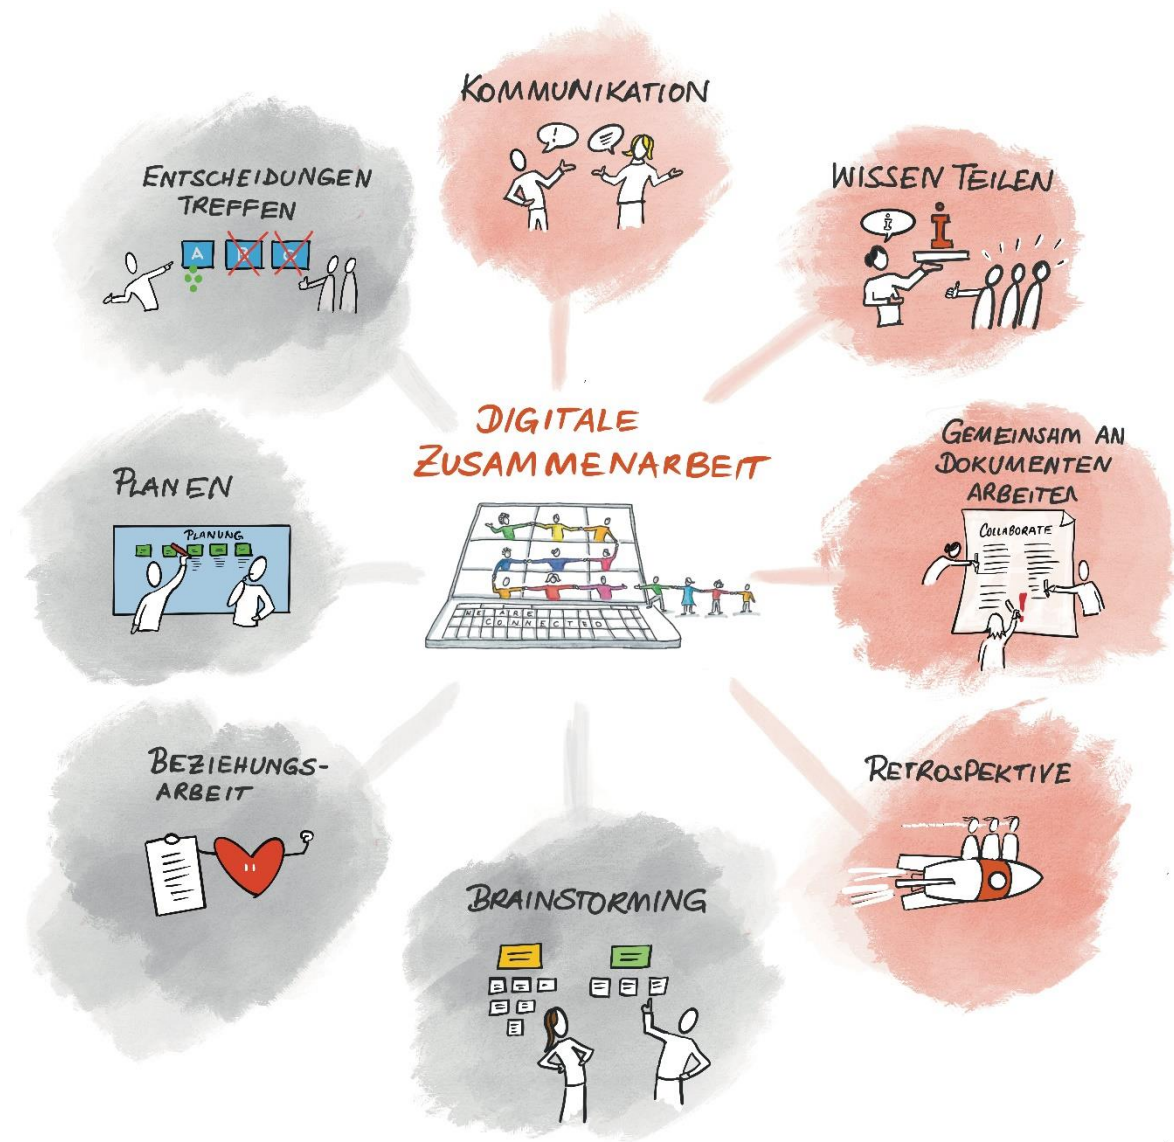 KOMMUNIKATION
ENTSCHEIDUNGEN
TREFFEN
A
B
C
WISSEN TEILEN
i
i
DIGITALE
ZUSAMMENARBEIT
WE ARE
CONNECTED
GEMEINSAM AN
DOKUMENTEN
ARBEITEN
COLLABORATE
!
PLANEN
PLANUNG
BEZIEHUNGS-
ARBEIT
RETROSPEKTIVE
BRAINSTORMING